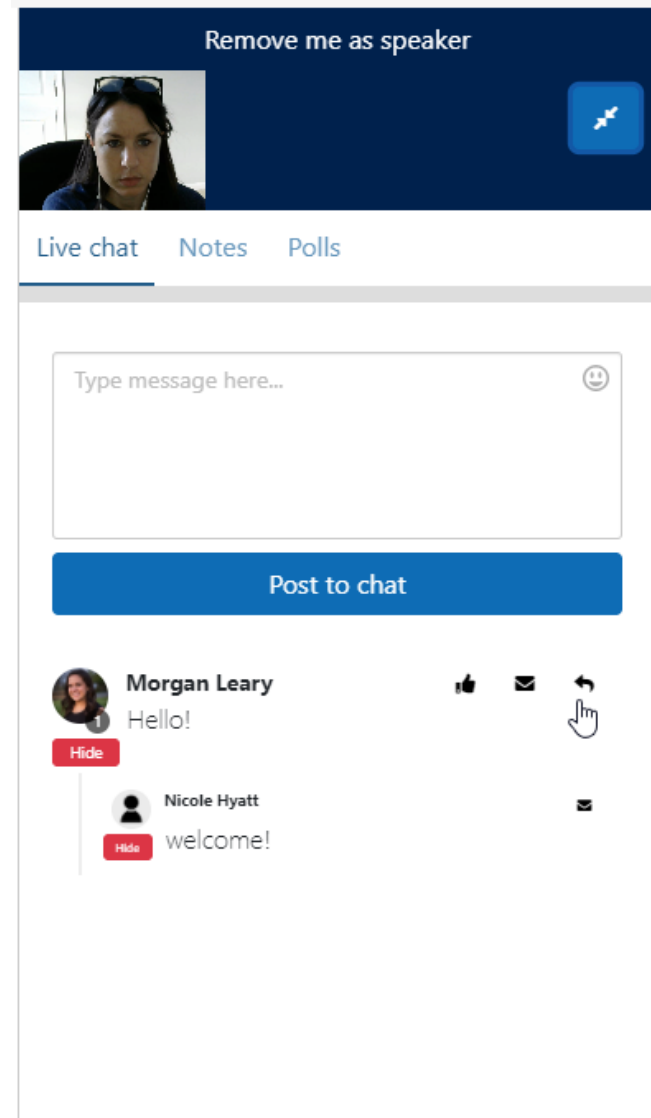 Remove me as speaker
Live chat Notes Polls
Type message here...
Post to chat
Morgan Leary
1 Hello!
Hide
Nicole Hyatt
Hide welcome!